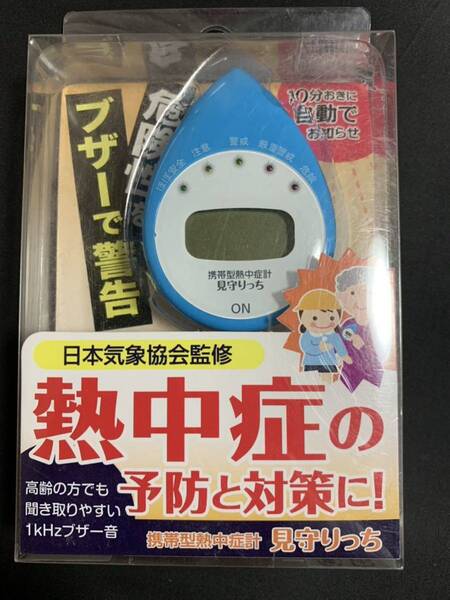 10分おきに
自動で
お知らせ
危険性を
ブザーで警告
ほぼ安全 注意 警戒 厳重警戒 危険
携帯型熱中症計
見守りっち
ON
日本気象協会監修
熱中症の
予防と対策に!
高齢の方でも
聞き取りやすい
1kHzブザー音
携帯型熱中症計 見守りっち